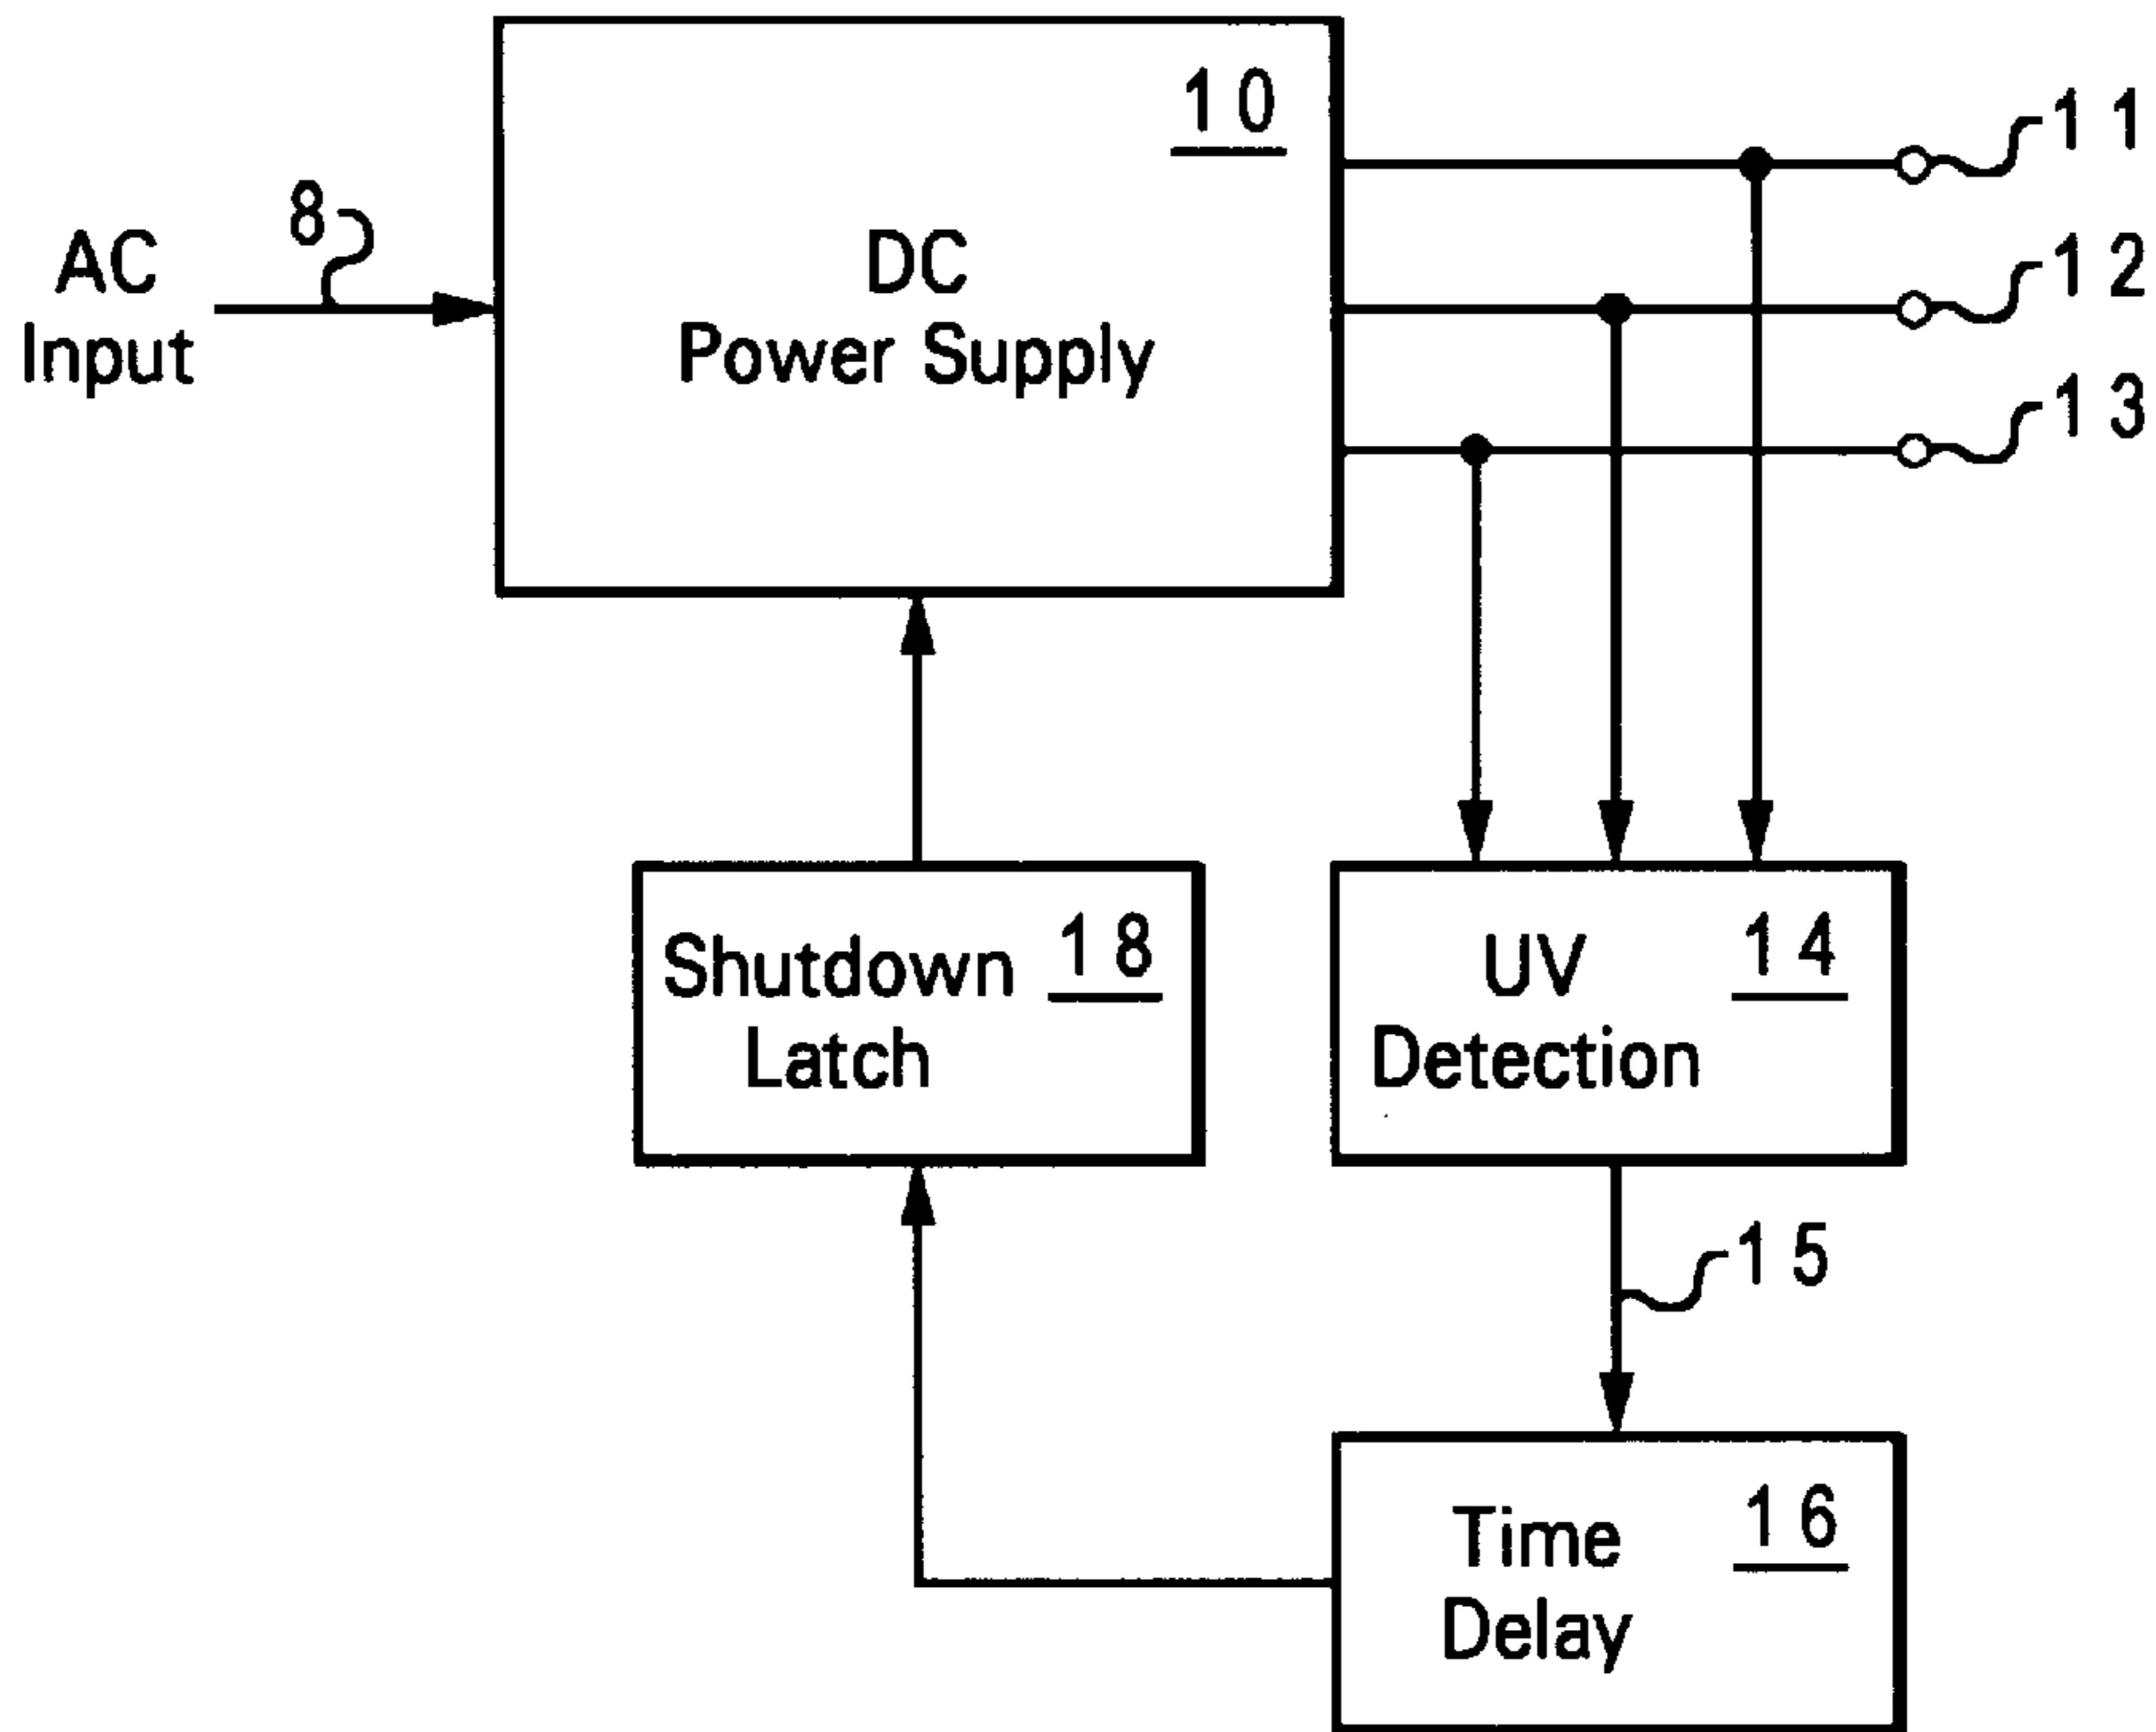 10
11
8
AC
Input
DC
Power Supply
12
13
Shutdown
Latch
18
UV
Detection
14
15
Time
Delay
16